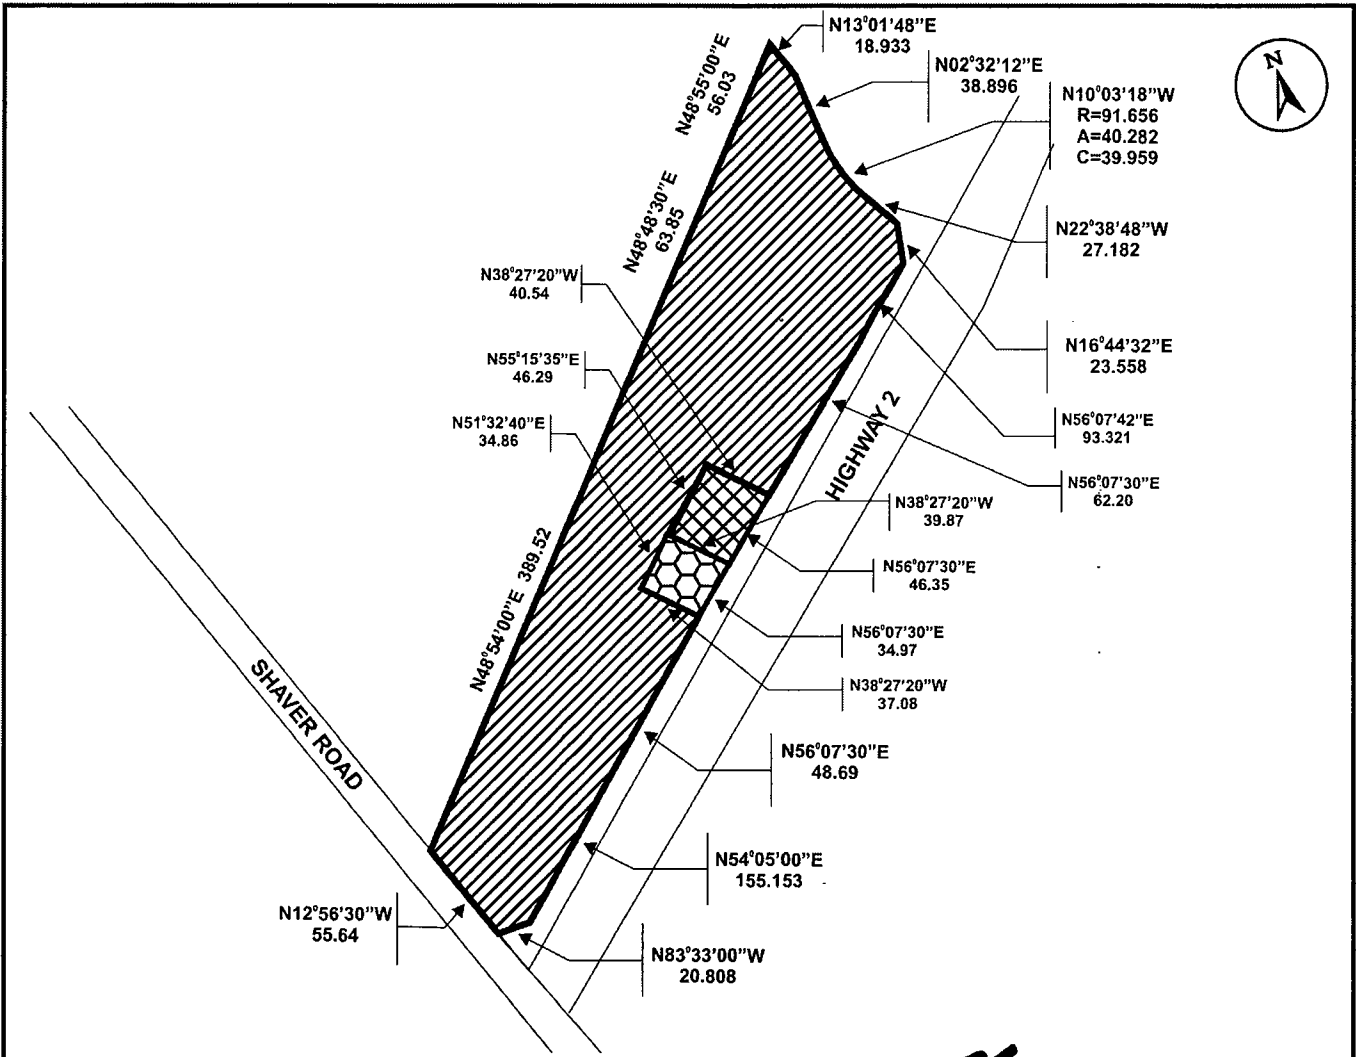 N13°01'48"E
18.933
N
N48°55'00"E
56.03
N02°32'12"E
38.896
N10°03'18"W
R=91.656
A=40.282
C=39.959
N48°48'30"E
63.85
N22°38'48"W
27.182
N38°27'20"W
40.54
N16°44'32"E
23.558
N55°15'35"E
46.29
N51°32'40"E
34.86
N56°07'42"E
93.321
HIGHWAY 2
N56°07'30"E
62.20
N38°27'20"W
39.87
N48°54'00"E 389.52
N56°07'30"E
46.35
N56°07'30"E
34.97
N38°27'20"W
37.08
SHAVER ROAD
N56°07'30"E
48.69
N54°05'00"E
155.153
N12°56'30"W
55.64
N83°33'00"W
20.808